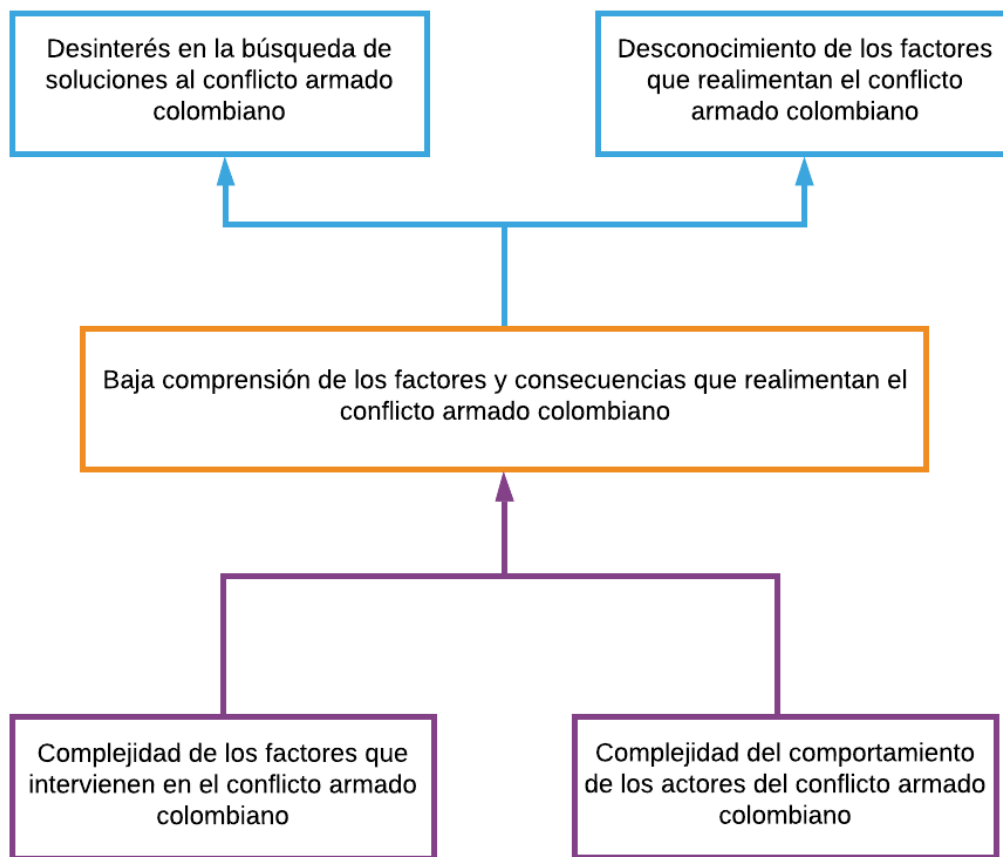 Desinterés en la búsqueda de
soluciones al conflicto armado
colombiano
Desconocimiento de los factores
que realimentan el conflicto
armado colombiano
Baja comprensión de los factores y consecuencias que realimentan el
conflicto armado colombiano
Complejidad de los factores que
intervienen en el conflicto armado
colombiano
Complejidad del comportamiento
de los actores del conflicto armado
colombiano